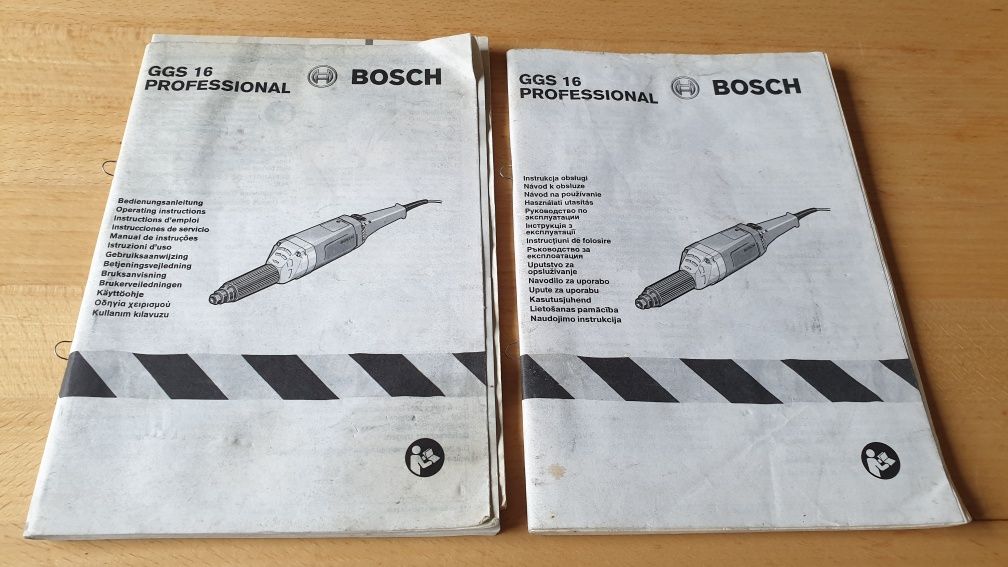 GGS 16
PROFESSIONAL
BOSCH
Bedienungsanleitung
Operating instructions
Instructions d'emploi
Instrucciones de servicio
Manual de instruções
Istruzioni d'uso
Gebruiksaanwijzing
Betjeningsvejledning
Bruksanvisning
Brukerveiledningen
Käyttöohje
Οδηγία χειρισμού
Kullanım kılavuzu
GGS 16
PROFESSIONAL
BOSCH
Instrukcja obsługi
Návod k obsluze
Návod na používanie
Használati utasítás
Руководство по
эксплуатации
Інструкція з
експлуатації
Instrucţiuni de folosire
Ръководство за
експлоатация
Uputstvo za
opsluživanje
Navodilo za uporabo
Upute za uporabu
Kasutusjuhend
Lietošanas pamācība
Naudojimo instrukcija